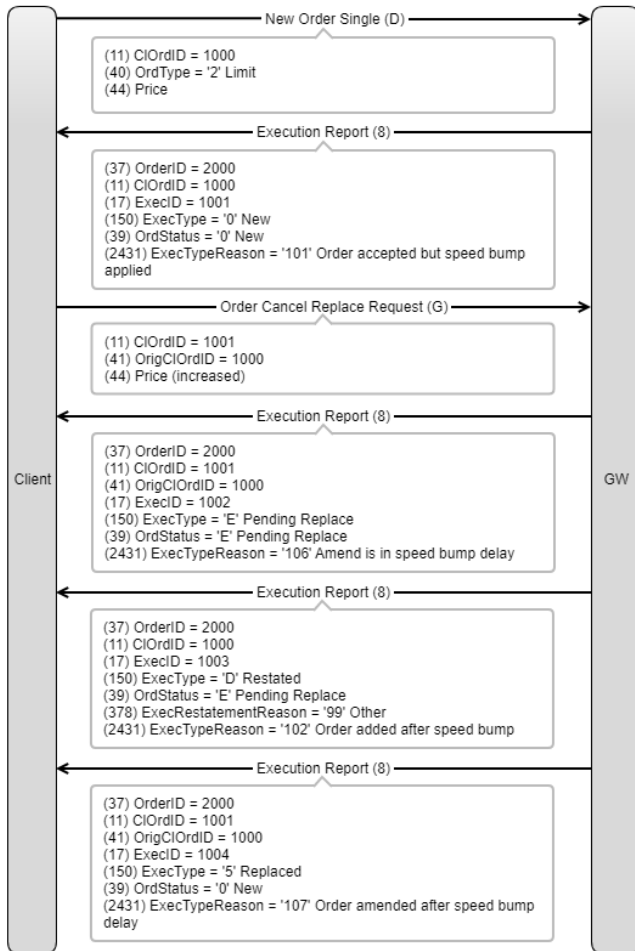 New Order Single (D)
(11) ClOrdID = 1000
(40) OrdType = '2' Limit
(44) Price
Execution Report (8)
(37) OrderID = 2000
(11) ClOrdID = 1000
(17) ExecID = 1001
(150) ExecType = '0' New
(39) OrdStatus = '0' New
(2431) ExecTypeReason = '101' Order accepted but speed bump
applied
Order Cancel Replace Request (G)
(11) ClOrdID = 1001
(41) OrigClOrdID = 1000
(44) Price (increased)
Execution Report (8)
(37) OrderID = 2000
(11) ClOrdID = 1001
(41) OrigClOrdID = 1000
(17) ExecID = 1002
(150) ExecType = 'E' Pending Replace
(39) OrdStatus = 'E' Pending Replace
(2431) ExecTypeReason = '106' Amend is in speed bump delay
Client
GW
Execution Report (8)
(37) OrderID = 2000
(11) ClOrdID = 1000
(17) ExecID = 1003
(150) ExecType = 'D' Restated
(39) OrdStatus = 'E' Pending Replace
(378) ExecRestatementReason = '99' Other
(2431) ExecTypeReason = '102' Order added after speed bump
Execution Report (8)
(37) OrderID = 2000
(11) ClOrdID = 1001
(41) OrigClOrdID = 1000
(17) ExecID = 1004
(150) ExecType = '5' Replaced
(39) OrdStatus = '0' New
(2431) ExecTypeReason = '107' Order amended after speed bump
delay